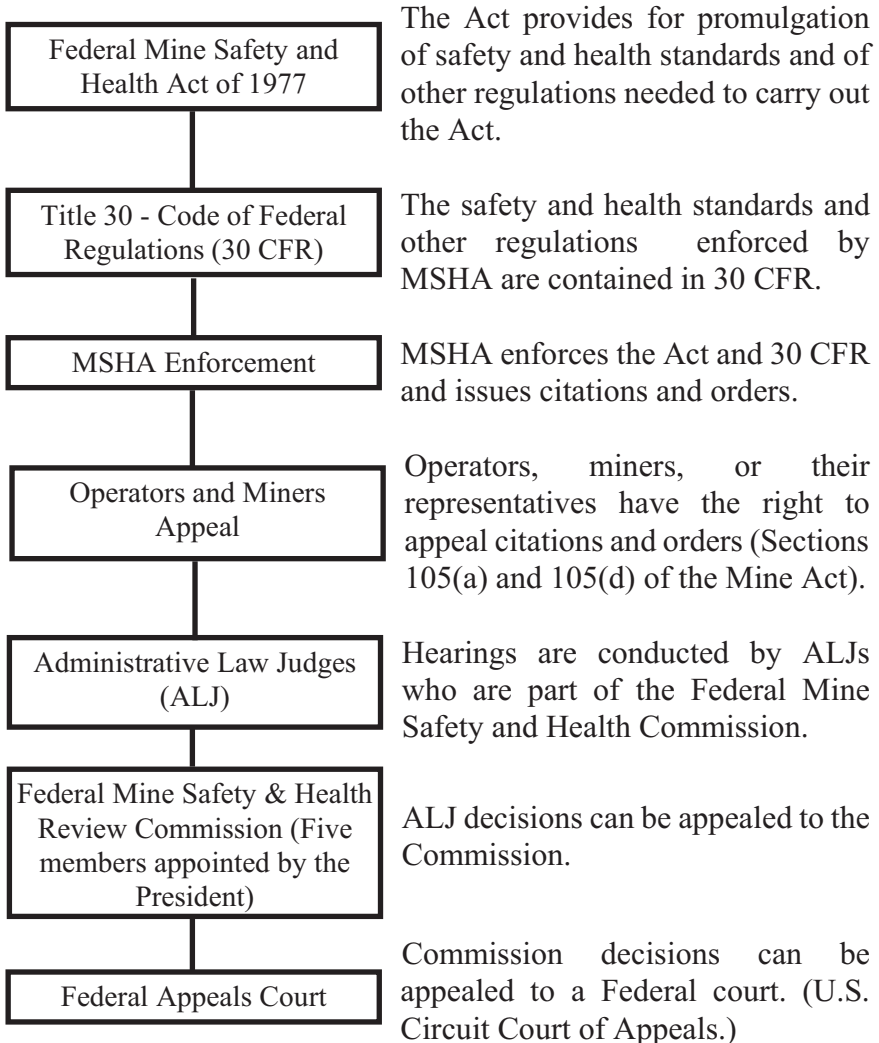 Federal Mine Safety and
Health Act of 1977
The Act provides for promulgation
of safety and health standards and of
other regulations needed to carry out
the Act.
Title 30 - Code of Federal
Regulations (30 CFR)
The safety and health standards and
other regulations enforced by
MSHA are contained in 30 CFR.
MSHA Enforcement
MSHA enforces the Act and 30 CFR
and issues citations and orders.
Operators and Miners
Appeal
Operators, miners, or their
representatives have the right to
appeal citations and orders (Sections
105(a) and 105(d) of the Mine Act).
Administrative Law Judges
(ALJ)
Hearings are conducted by ALJs
who are part of the Federal Mine
Safety and Health Commission.
Federal Mine Safety & Health
Review Commission (Five
members appointed by the
President)
ALJ decisions can be appealed to the
Commission.
Federal Appeals Court
Commission decisions can be
appealed to a Federal court. (U.S.
Circuit Court of Appeals.)